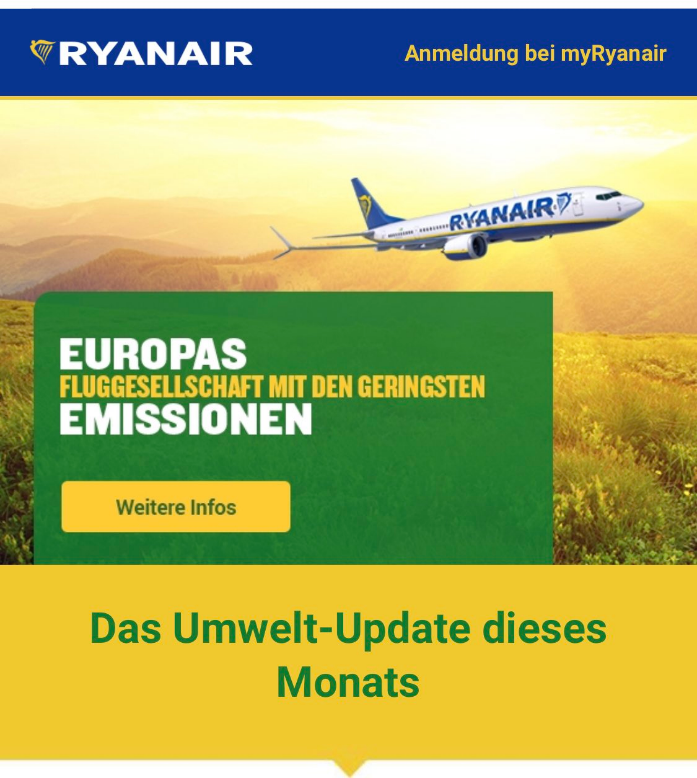 RYANAIR
Anmeldung bei myRyanair
RYANAIR
EUROPAS
FLUGGESELLSCHAFT MIT DEN GERINGSTEN
EMISSIONEN
Weitere Infos
Das Umwelt-Update dieses
Monats